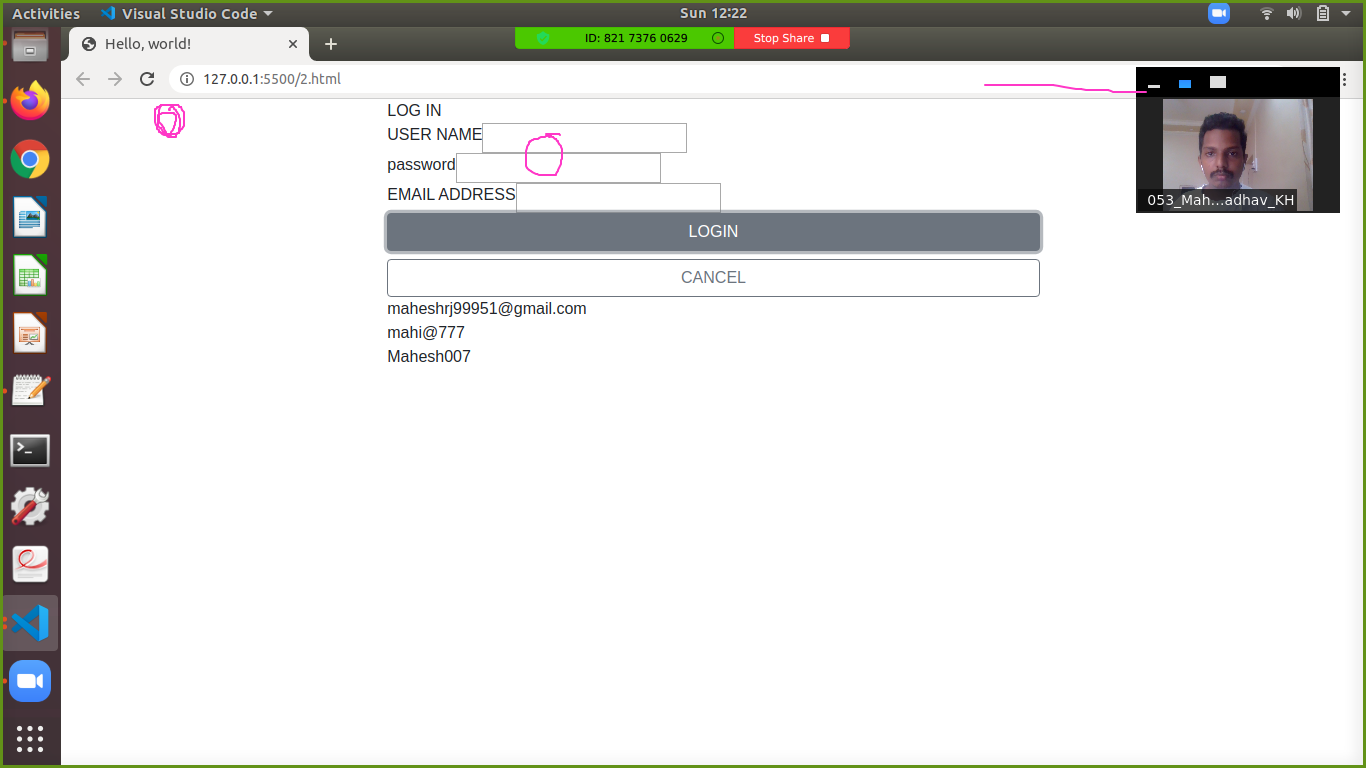 Activities Visual Studio Code Sun 12:22
Hello, world!
ID: 821 7376 0629 Stop Share
127.0.0.1:5500/2.html
LOG IN
USER NAME
password
EMAIL ADDRESS
053_Mah...adhav_KH
LOGIN
CANCEL
maheshrj99951@gmail.com
mahi@777
Mahesh007